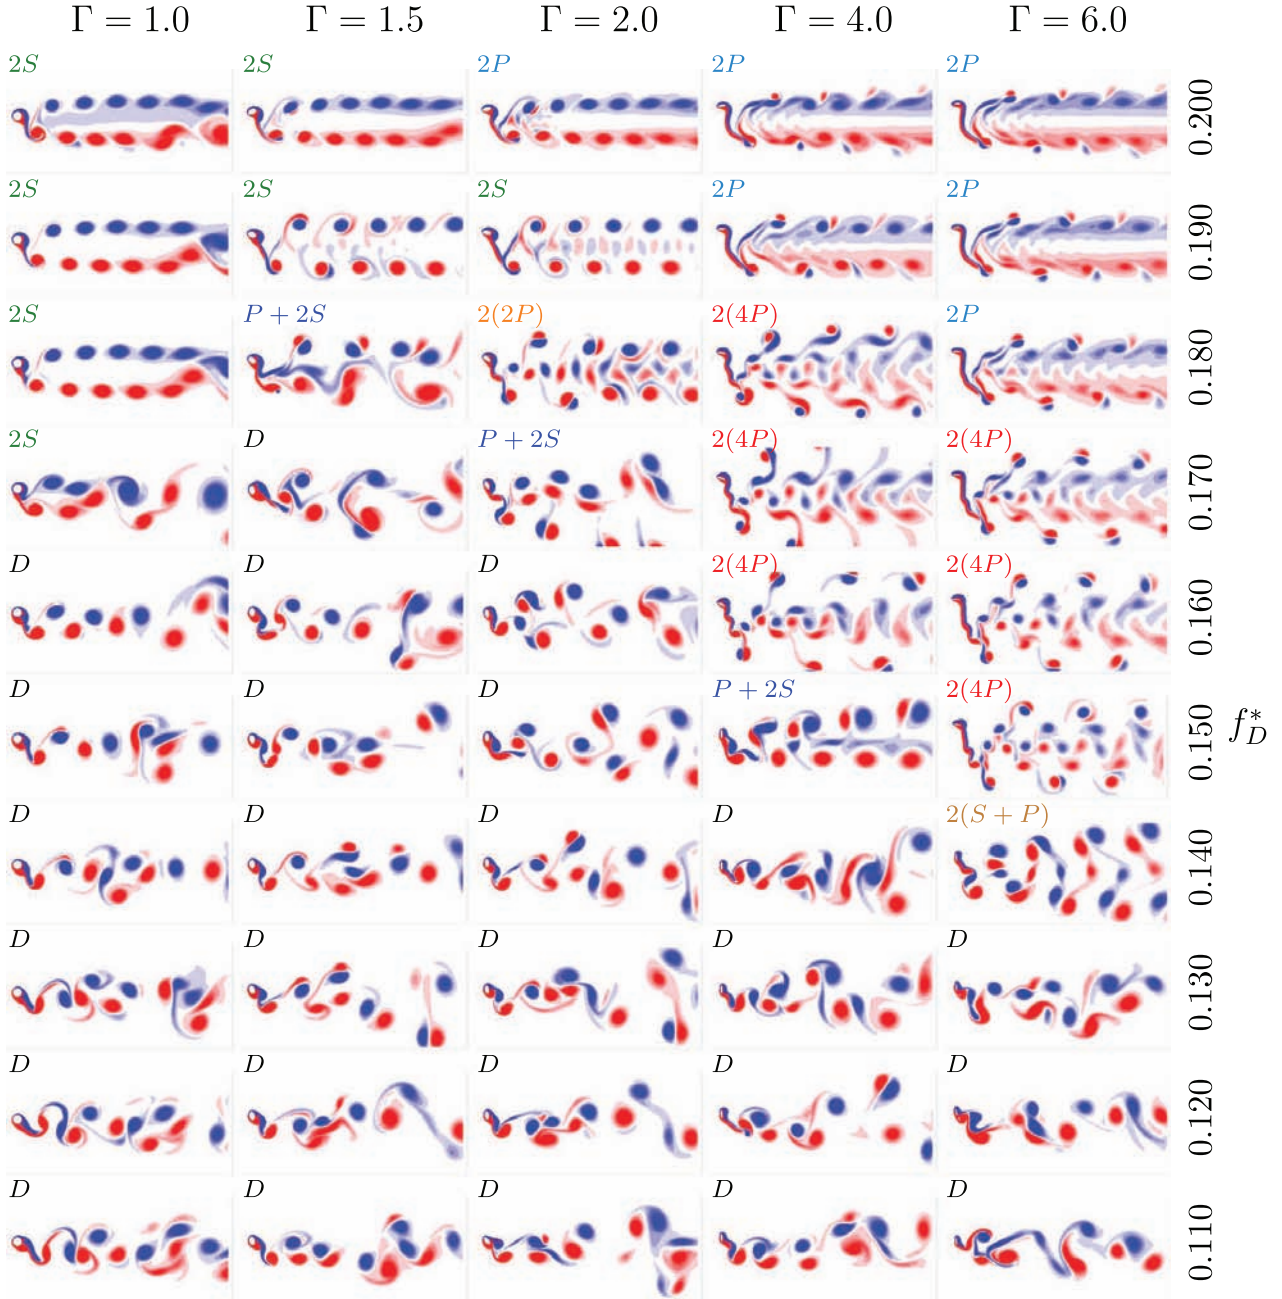 Γ = 1.0 Γ = 1.5 Γ = 2.0 Γ = 4.0 Γ = 6.0
2S 2S 2P 2P 2P 0.200
2S 2S 2S 2P 2P 0.190
2S P + 2S 2(2P) 2(4P) 2P 0.180
2S D P + 2S 2(4P) 2(4P) 0.170
D D D 2(4P) 2(4P) 0.160
D D D P + 2S 2(4P) 0.150 f*D
D D D D 2(S + P) 0.140
D D D D D 0.130
D D D D D 0.120
D D D D D 0.110